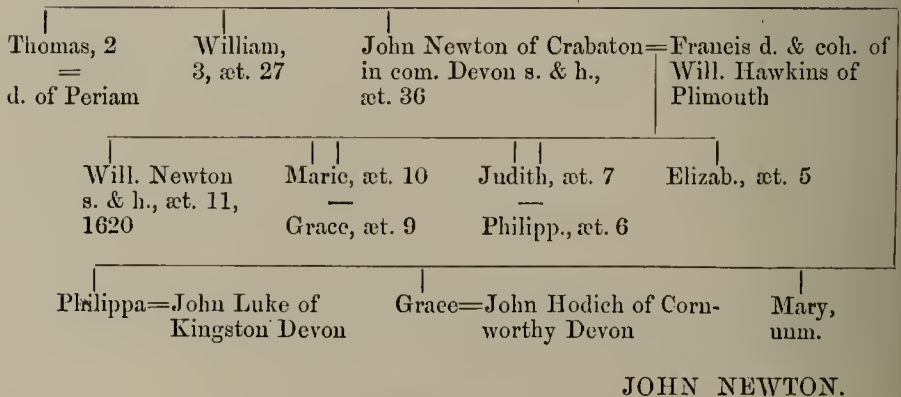 Thomas, 2
=
d. of Periam
William,
3, æt. 27
John Newton of Crabaton=Francis d. & coh. of
in com. Devon s. & h.,
æt. 36
Will. Hawkins of
Plimouth
Will. Newton
s. & h., æt. 11,
1620
Marie, æt. 10
—
Grace, æt. 9
Judith, æt. 7
—
Philipp., æt. 6
Elizab., æt. 5
Philippa=John Luke of
Kingston Devon
Grace=John Hodich of Corn-
worthy Devon
Mary,
unm.
JOHN NEWTON.